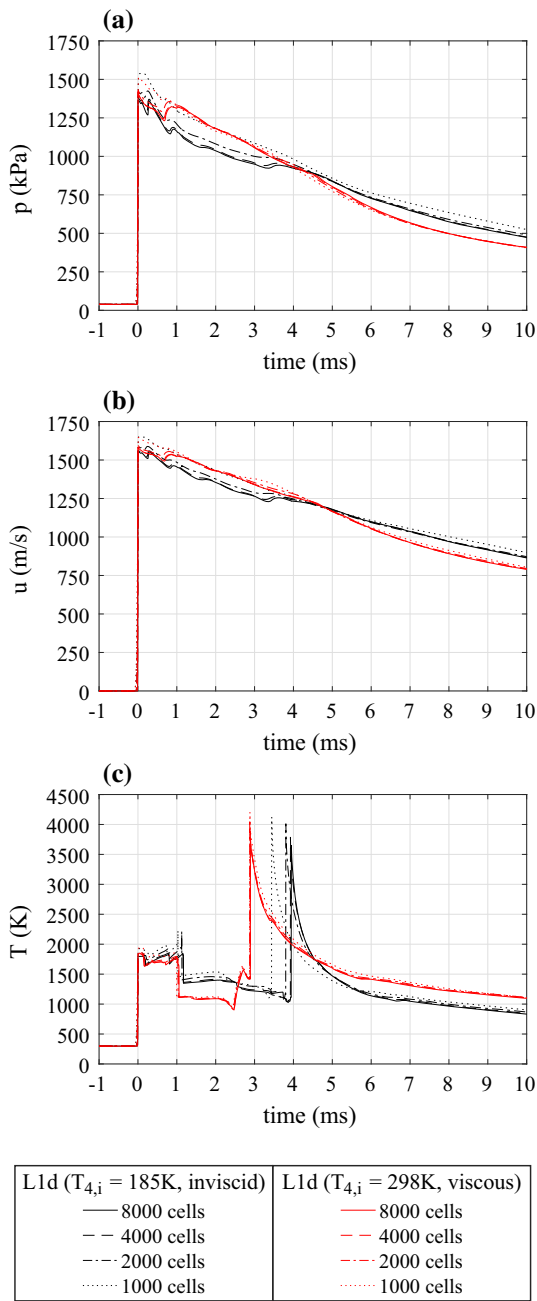 (a)
1750
1500
1250
1000
750
500
250
0
p (kPa)
-1 0 1 2 3 4 5 6 7 8 9 10
time (ms)
(b)
1750
1500
1250
1000
750
500
250
0
u (m/s)
-1 0 1 2 3 4 5 6 7 8 9 10
time (ms)
(c)
4500
4000
3500
3000
2500
2000
1500
1000
500
0
T (K)
-1 0 1 2 3 4 5 6 7 8 9 10
time (ms)
L1d (T4,i = 185K, inviscid)
8000 cells
4000 cells
2000 cells
1000 cells
L1d (T4,i = 298K, viscous)
8000 cells
4000 cells
2000 cells
1000 cells